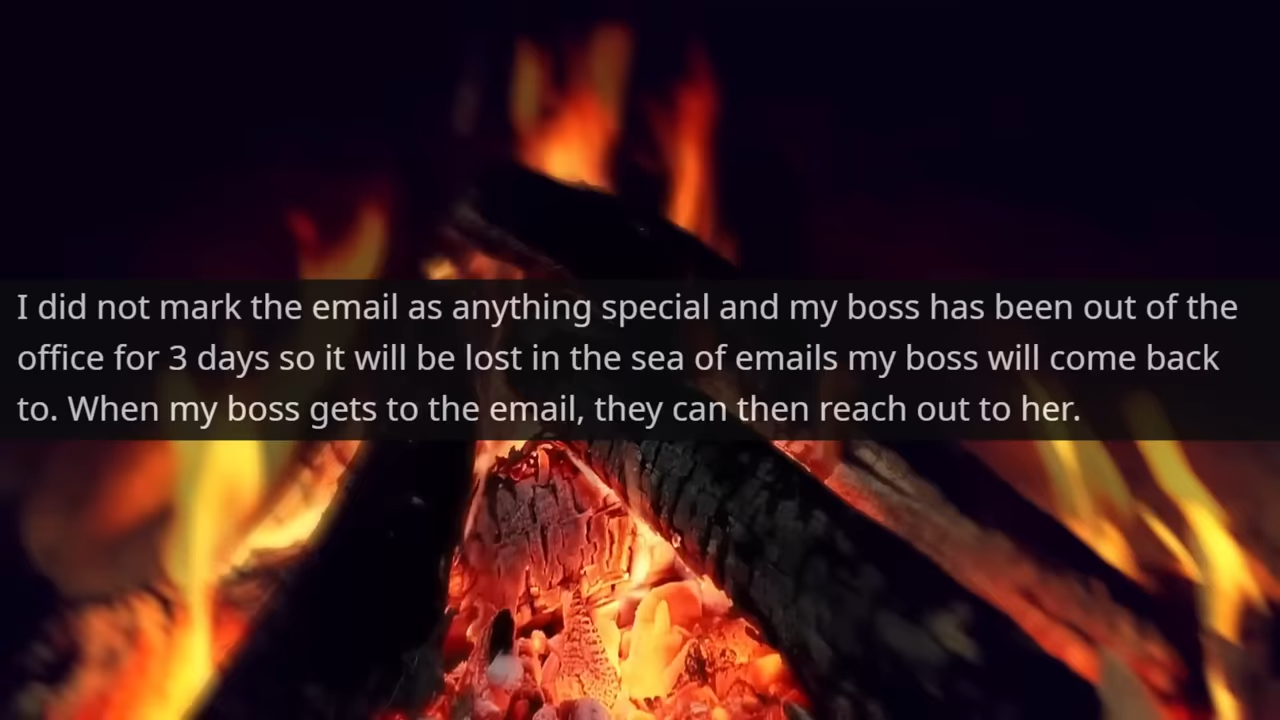 I did not mark the email as anything special and my boss has been out of the
office for 3 days so it will be lost in the sea of emails my boss will come back
to. When my boss gets to the email, they can then reach out to her.